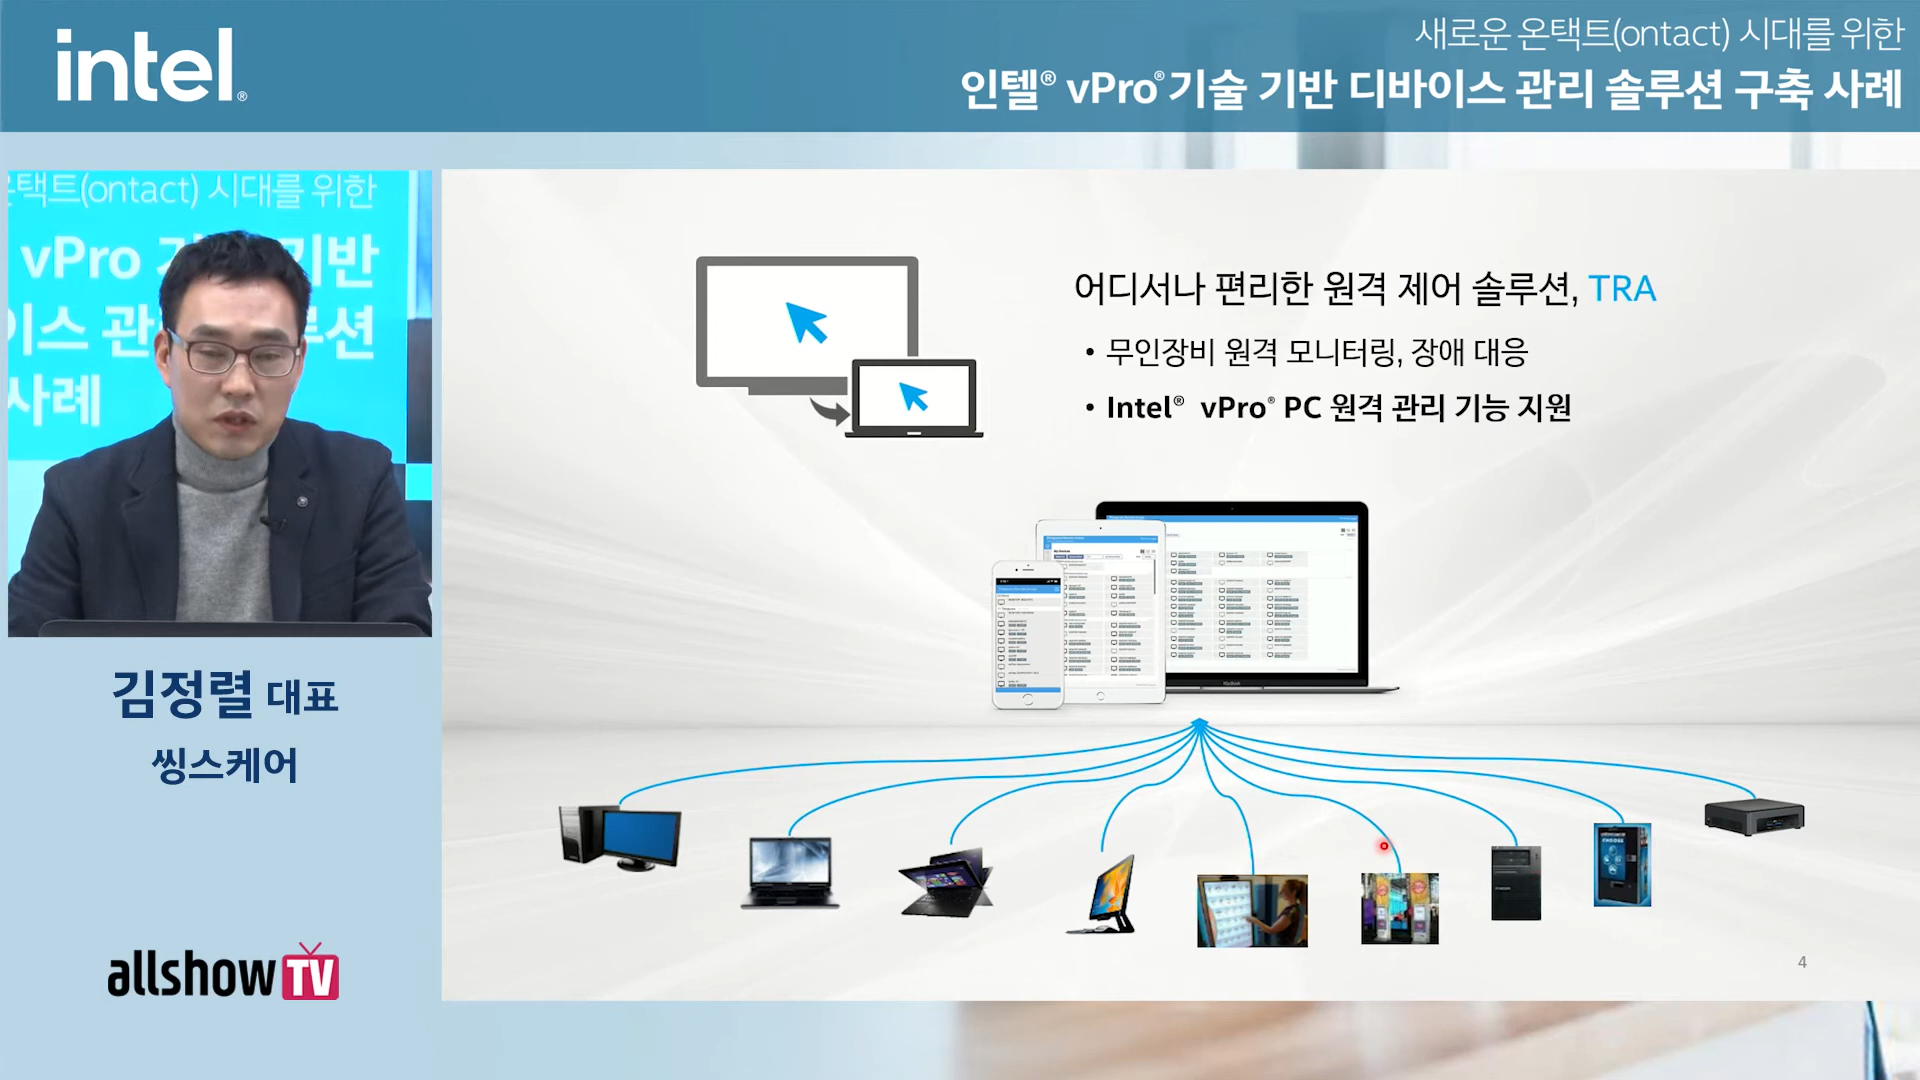 intel®
새로운 온택트(ontact) 시대를 위한
인텔® vPro® 기술 기반 디바이스 관리 솔루션 구축 사례
온택트(ontact) 시대를 위한
vPro 기반
이스 관 루션
사례
김정렬 대표
씽스케어
allshow TV
어디서나 편리한 원격 제어 솔루션, TRA
• 무인장비 원격 모니터링, 장애 대응
• Intel® vPro® PC 원격 관리 기능 지원
MacBook
4